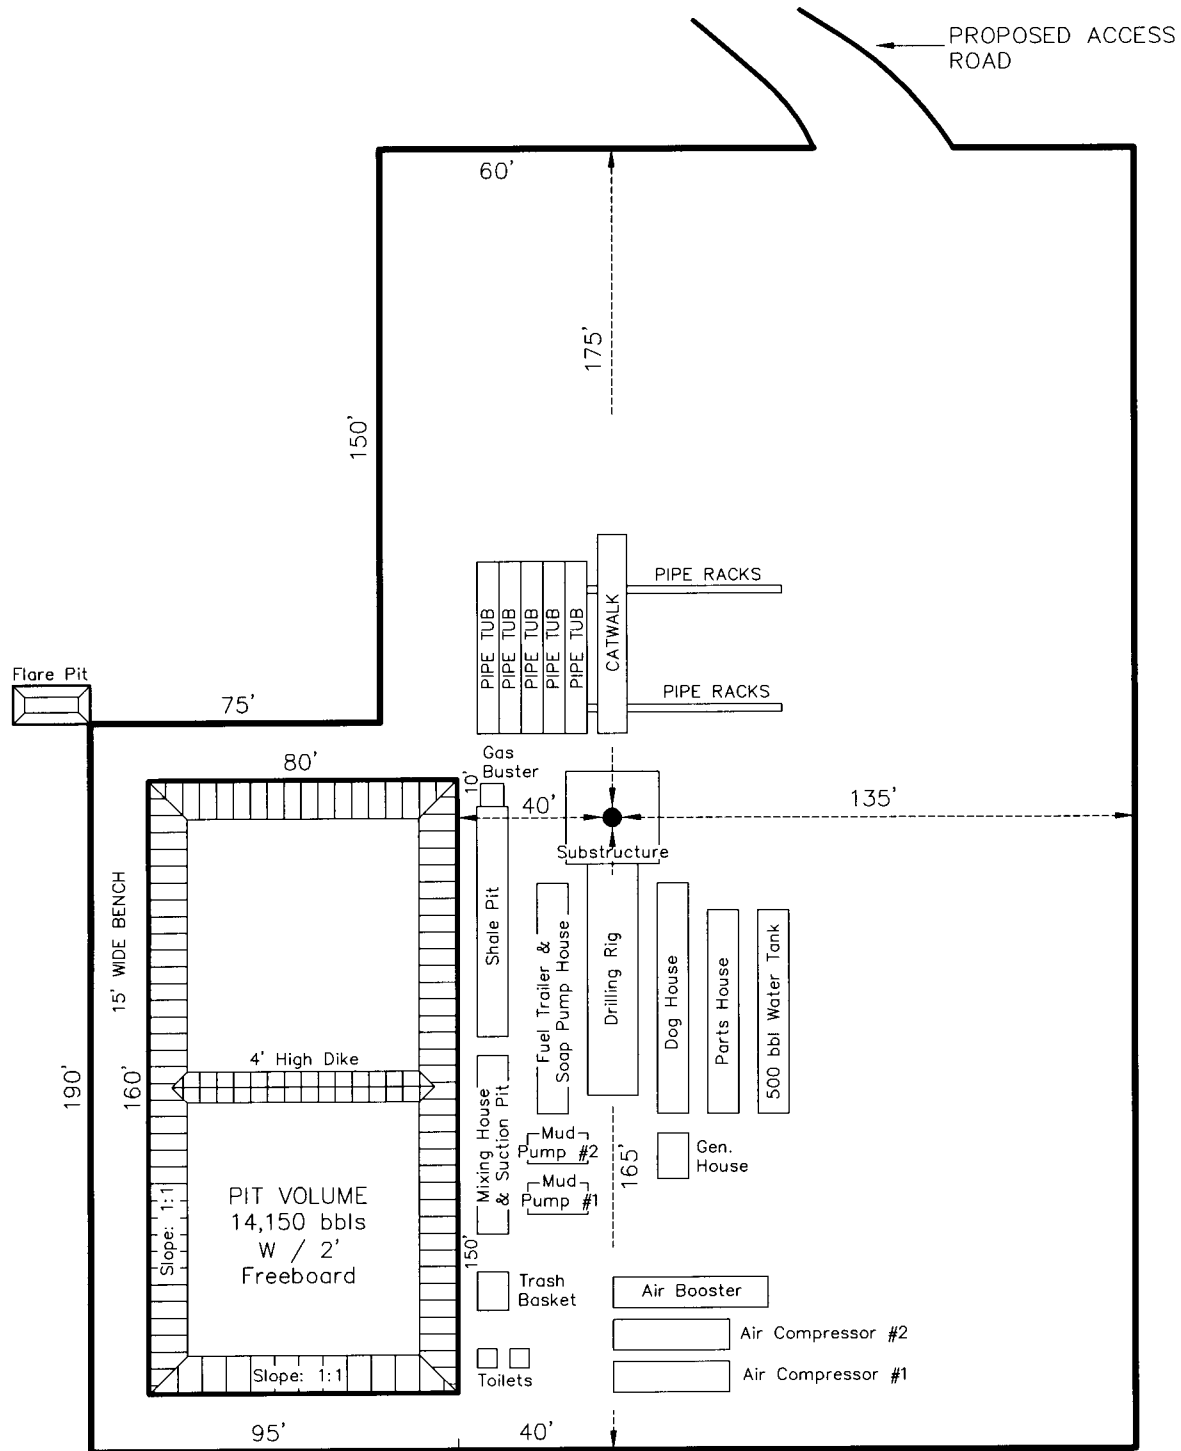 PROPOSED ACCESS
ROAD
60'
175'
150'
PIPE TUB
PIPE TUB
PIPE TUB
PIPE TUB
PIPE TUB
CATWALK
PIPE RACKS
PIPE RACKS
Flare Pit
75'
80'
Gas
Buster
10'
40'
135'
Substructure
15' WIDE BENCH
Shale Pit
Fuel Trailer &
Soap Pump House
Drilling Rig
Dog House
Parts House
500 bbl Water Tank
4' High Dike
190'
160'
Mixing House
& Suction Pit
Mud
Pump #2
Mud
Pump #1
165'
Gen.
House
PIT VOLUME
14,150 bbls
W / 2'
Freeboard
Slope: 1:1
150'
Trash
Basket
Air Booster
Air Compressor #2
Air Compressor #1
Toilets
Slope: 1:1
95'
40'